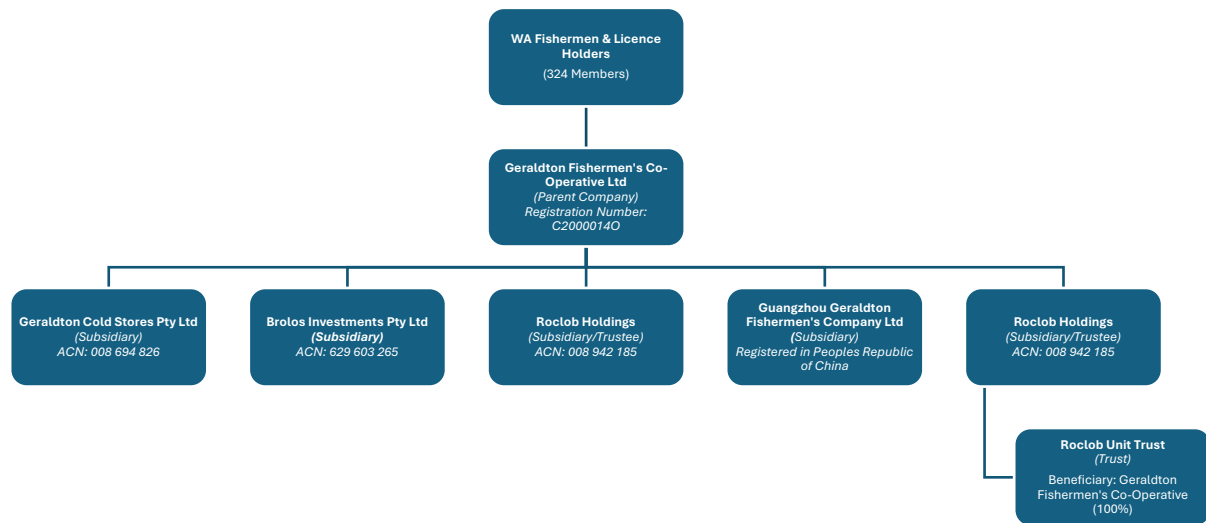 WA Fishermen & Licence
Holders
(324 Members)
Geraldton Fishermen's Co-
Operative Ltd
(Parent Company)
Registration Number:
C2000014O
Geraldton Cold Stores Pty Ltd
(Subsidiary)
ACN: 008 694 826
Brolos Investments Pty Ltd
(Subsidiary)
ACN: 629 603 265
Roclob Holdings
(Subsidiary/Trustee)
ACN: 008 942 185
Guangzhou Geraldton
Fishermen's Company Ltd
(Subsidiary)
Registered in Peoples Republic
of China
Roclob Holdings
(Subsidiary/Trustee)
ACN: 008 942 185
Roclob Unit Trust
(Trust)
Beneficiary: Geraldton
Fishermen's Co-Operative
(100%)